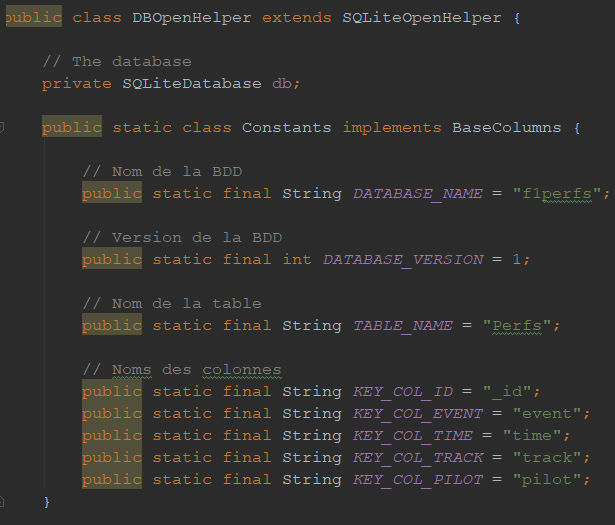 public class DBOpenHelper extends SQLiteOpenHelper {
// The database
private SQLiteDatabase db;
public static class Constants implements BaseColumns {
// Nom de la BDD
public static final String DATABASE_NAME = "f1perfs";
// Version de la BDD
public static final int DATABASE_VERSION = 1;
// Nom de la table
public static final String TABLE_NAME = "Perfs";
// Noms des colonnes
public static final String KEY_COL_ID = "_id";
public static final String KEY_COL_EVENT = "event";
public static final String KEY_COL_TIME = "time";
public static final String KEY_COL_TRACK = "track";
public static final String KEY_COL_PILOT = "pilot";
}